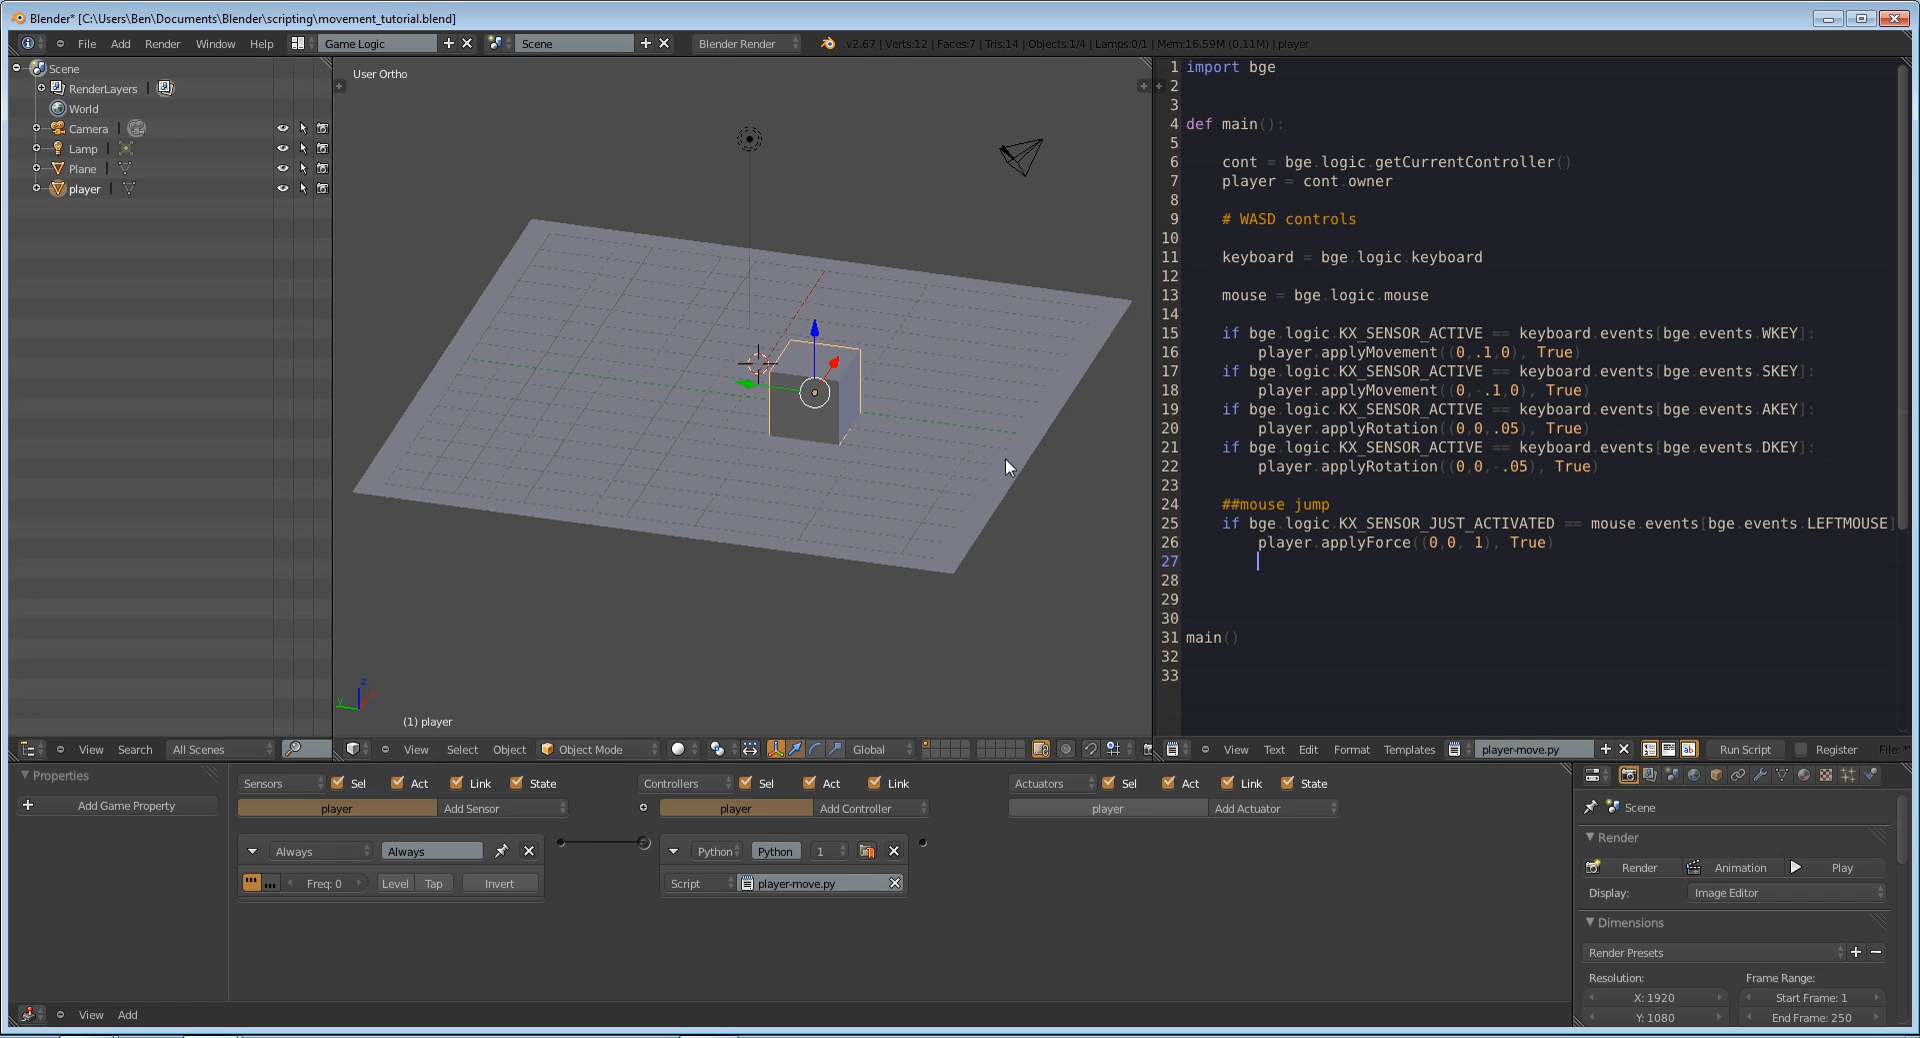 Blender* [C:\Users\Ben\Documents\Blender\scripting\movement_tutorial.blend]
File Add Render Window Help Game Logic Scene Blender Render v2.67 | Verts:12 | Faces:7 | Tris:14 | Objects:1/4 | Lamps:0/1 | Mem:16.59M (0.11M) | player
Scene
RenderLayers
World
Camera
Lamp
Plane
player
View Search All Scenes
User Ortho
z
y
x
(1) player
View Select Object Object Mode Global
1 import bge
2
3
4 def main():
5
6 cont = bge.logic.getCurrentController()
7 player = cont.owner
8
9 # WASD controls
10
11 keyboard = bge.logic.keyboard
12
13 mouse = bge.logic.mouse
14
15 if bge.logic.KX_SENSOR_ACTIVE == keyboard.events[bge.events.WKEY]:
16 player.applyMovement((0,.1,0), True)
17 if bge.logic.KX_SENSOR_ACTIVE == keyboard.events[bge.events.SKEY]:
18 player.applyMovement((0,-.1,0), True)
19 if bge.logic.KX_SENSOR_ACTIVE == keyboard.events[bge.events.AKEY]:
20 player.applyRotation((0,0,.05), True)
21 if bge.logic.KX_SENSOR_ACTIVE == keyboard.events[bge.events.DKEY]:
22 player.applyRotation((0,0,-.05), True)
23
24 ##mouse jump
25 if bge.logic.KX_SENSOR_JUST_ACTIVATED == mouse.events[bge.events.LEFTMOUSE]
26 player.applyForce((0,0, 1), True)
27
28
29
30
31 main()
32
33
View Text Edit Format Templates player-move.py Run Script Register File: *
Properties
Add Game Property
Sensors Sel Act Link State
player Add Sensor
Always Always
Freq: 0 Level Tap Invert
Controllers Sel Act Link
player Add Controller
Python Python 1
Script player-move.py
Actuators Sel Act Link State
player Add Actuator
View Add
Scene
Render
Render Animation Play
Display: Image Editor
Dimensions
Render Presets
Resolution: Frame Range:
X: 1920 Start Frame: 1
Y: 1080 End Frame: 250